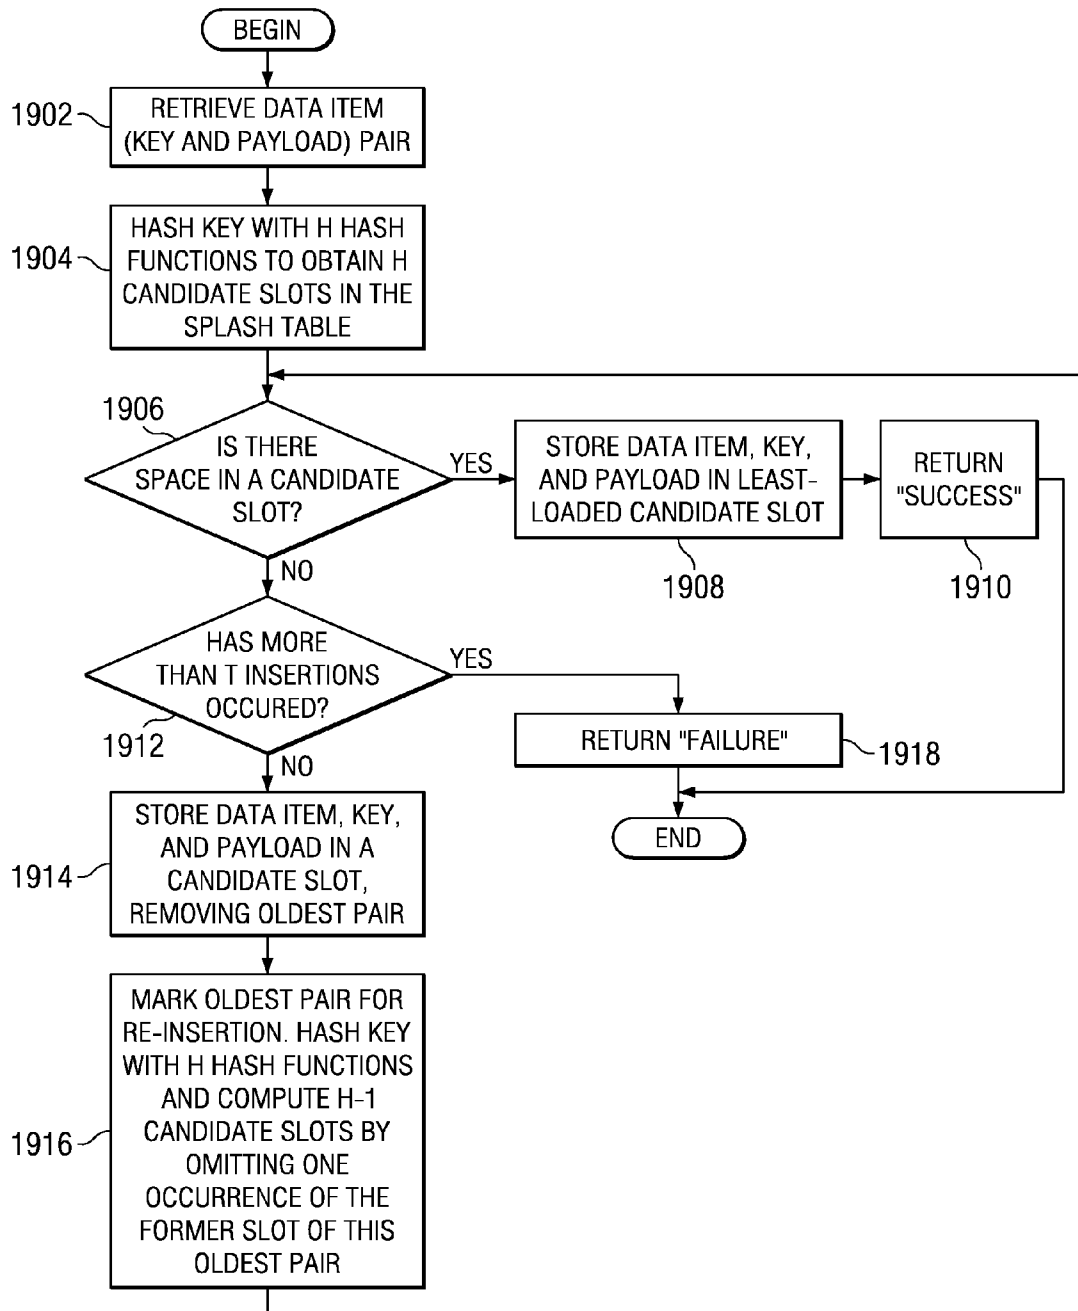 BEGIN
1902
RETRIEVE DATA ITEM
(KEY AND PAYLOAD) PAIR
1904
HASH KEY WITH H HASH
FUNCTIONS TO OBTAIN H
CANDIDATE SLOTS IN THE
SPLASH TABLE
1906
IS THERE
SPACE IN A CANDIDATE
SLOT?
YES
NO
STORE DATA ITEM, KEY,
AND PAYLOAD IN LEAST-
LOADED CANDIDATE SLOT
1908
RETURN
"SUCCESS"
1910
HAS MORE
THAN T INSERTIONS
OCCURED?
1912
YES
NO
RETURN "FAILURE"
1918
END
STORE DATA ITEM, KEY,
AND PAYLOAD IN A
CANDIDATE SLOT,
REMOVING OLDEST PAIR
1914
MARK OLDEST PAIR FOR
RE-INSERTION. HASH KEY
WITH H HASH FUNCTIONS
AND COMPUTE H-1
CANDIDATE SLOTS BY
OMITTING ONE
OCCURRENCE OF THE
FORMER SLOT OF THIS
OLDEST PAIR
1916